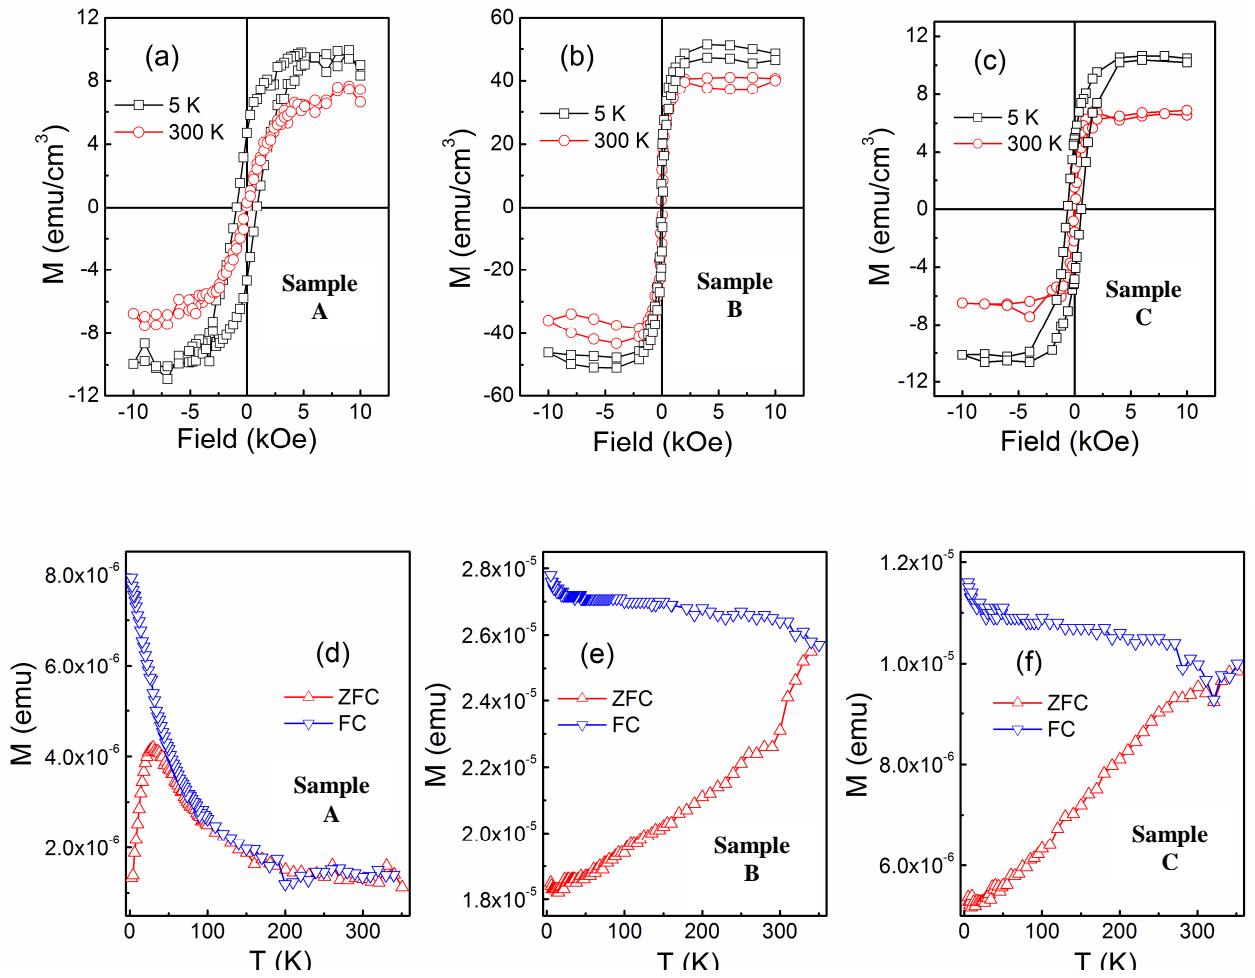 (a)
5 K
300 K
Sample
A
M (emu/cm³)
12
8
4
0
-4
-8
-12
-10 -5 0 5 10
Field (kOe)
(b)
5 K
300 K
Sample
B
M (emu/cm³)
60
40
20
0
-20
-40
-60
-10 -5 0 5 10
Field (kOe)
(c)
5 K
300 K
Sample
C
M (emu/cm³)
12
8
4
0
-4
-8
-12
-10 -5 0 5 10
Field (kOe)
(d)
ZFC
FC
Sample
A
M (emu)
8.0x10⁻⁶
6.0x10⁻⁶
4.0x10⁻⁶
2.0x10⁻⁶
0 100 200 300
T (K)
(e)
ZFC
FC
Sample
B
M (emu)
2.8x10⁻⁵
2.6x10⁻⁵
2.4x10⁻⁵
2.2x10⁻⁵
2.0x10⁻⁵
1.8x10⁻⁵
0 100 200 300
T (K)
(f)
ZFC
FC
Sample
C
M (emu)
1.2x10⁻⁵
1.0x10⁻⁵
8.0x10⁻⁶
6.0x10⁻⁶
0 100 200 300
T (K)